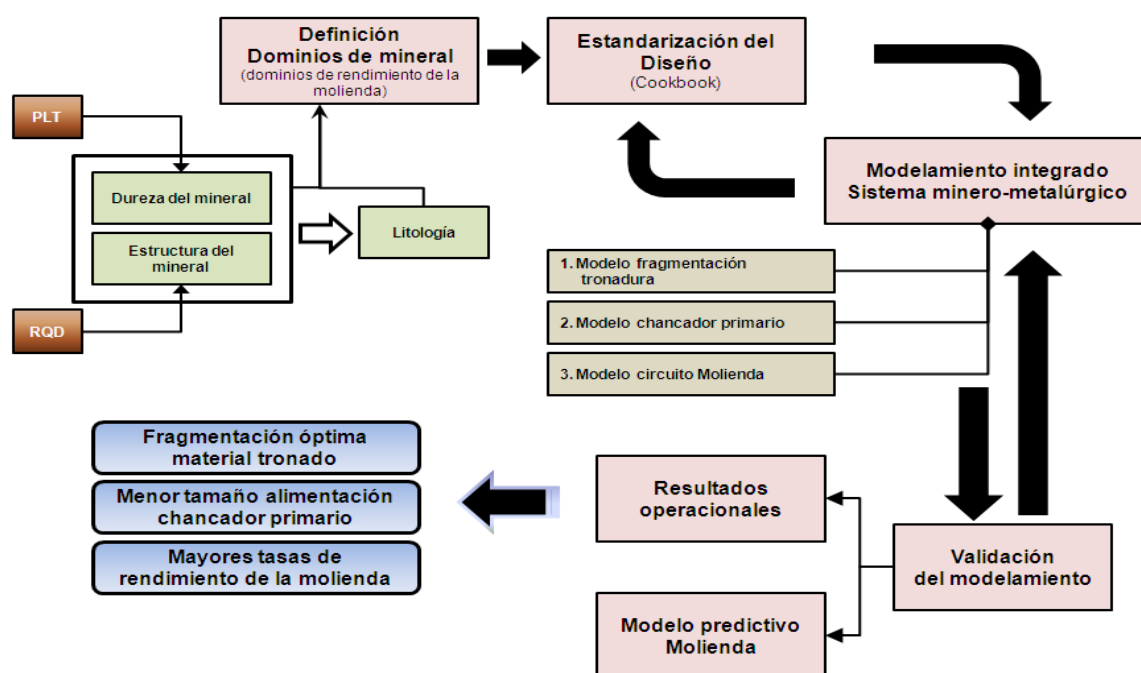 Definición
Dominios de mineral
(dominios de rendimiento de la
molienda)
Estandarización del
Diseño
(Cookbook)
PLT
Dureza del mineral
Estructura del
mineral
Litología
RQD
Modelamiento integrado
Sistema minero-metalúrgico
1. Modelo fragmentación
tronadura
2. Modelo chancador primario
3. Modelo circuito Molienda
Fragmentación óptima
material tronado
Menor tamaño alimentación
chancador primario
Mayores tasas de
rendimiento de la molienda
Resultados
operacionales
Validación
del modelamiento
Modelo predictivo
Molienda